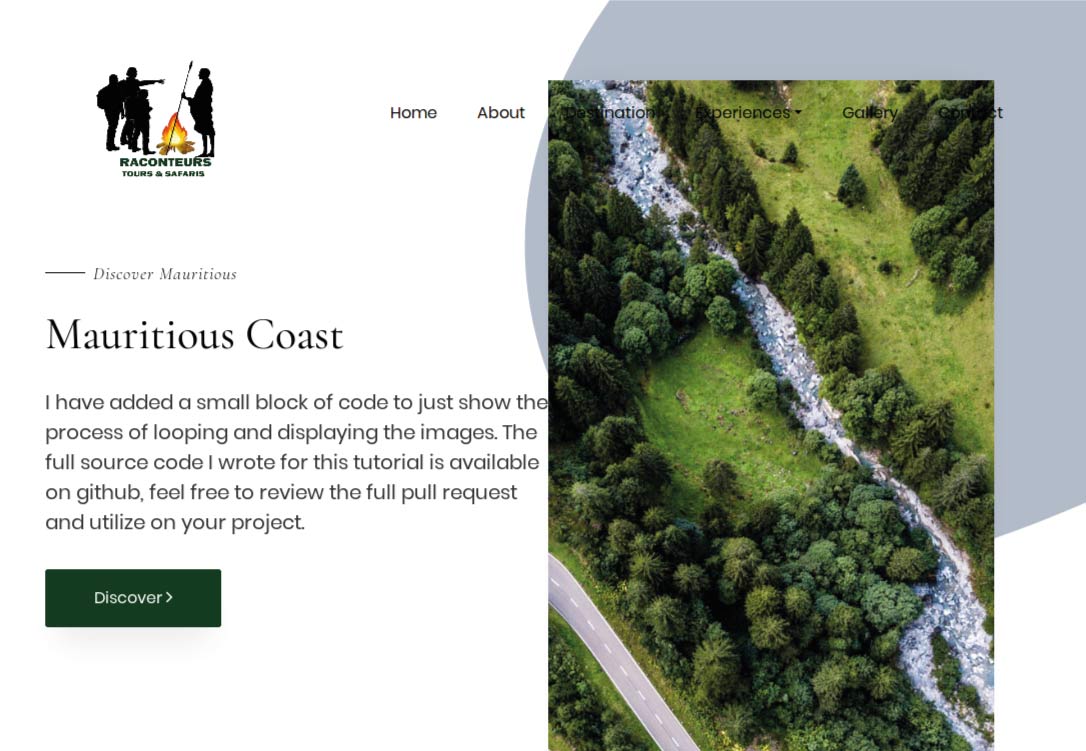 RACONTEURS
TOURS & SAFARIS
Home About Destination Experiences Gallery Contact
Discover Mauritious
Mauritious Coast
I have added a small block of code to just show the
process of looping and displaying the images. The
full source code I wrote for this tutorial is available
on github, feel free to review the full pull request
and utilize on your project.
Discover